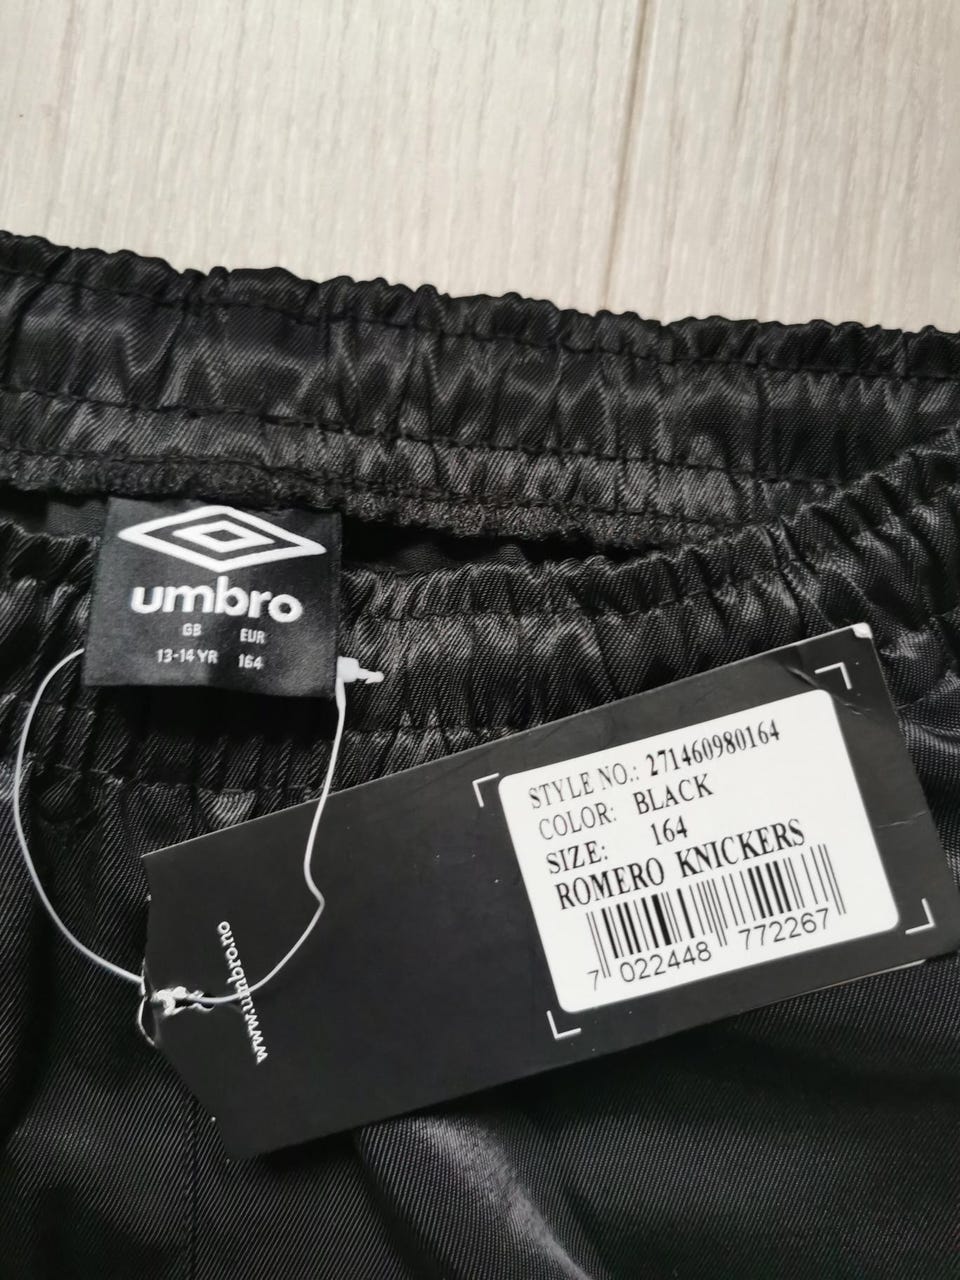 umbro
GB EUR
13-14 YR 164
STYLE NO.: 271460980164
COLOR: BLACK
SIZE: 164
ROMERO KNICKERS
7 022448 772267
www.umbro.no